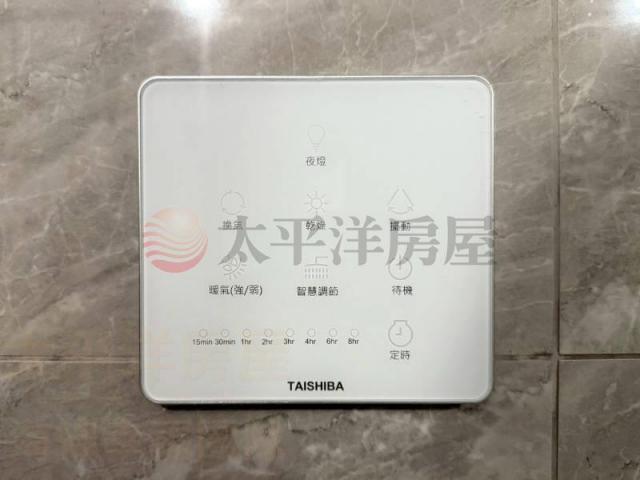 夜燈
換氣 乾燥 擺動
太平洋房屋
暖氣(強/弱) 智慧調節 待機
15min 30min 1hr 2hr 3hr 4hr 6hr 8hr
定時
TAISHIBA